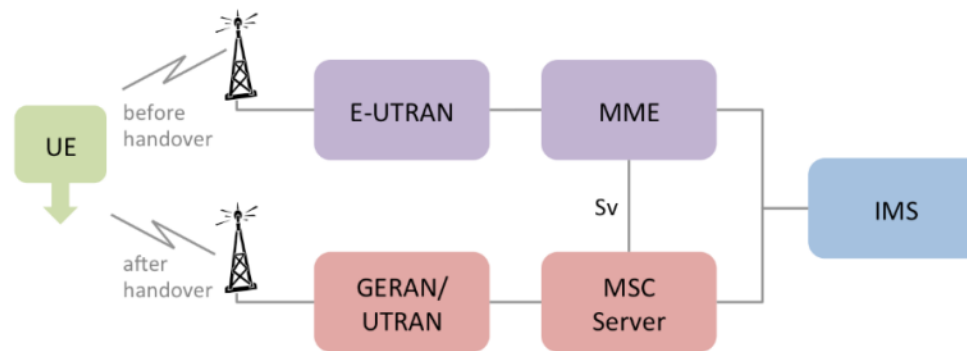 before
handover
UE
E-UTRAN
MME
Sv
IMS
after
handover
GERAN/
UTRAN
MSC
Server